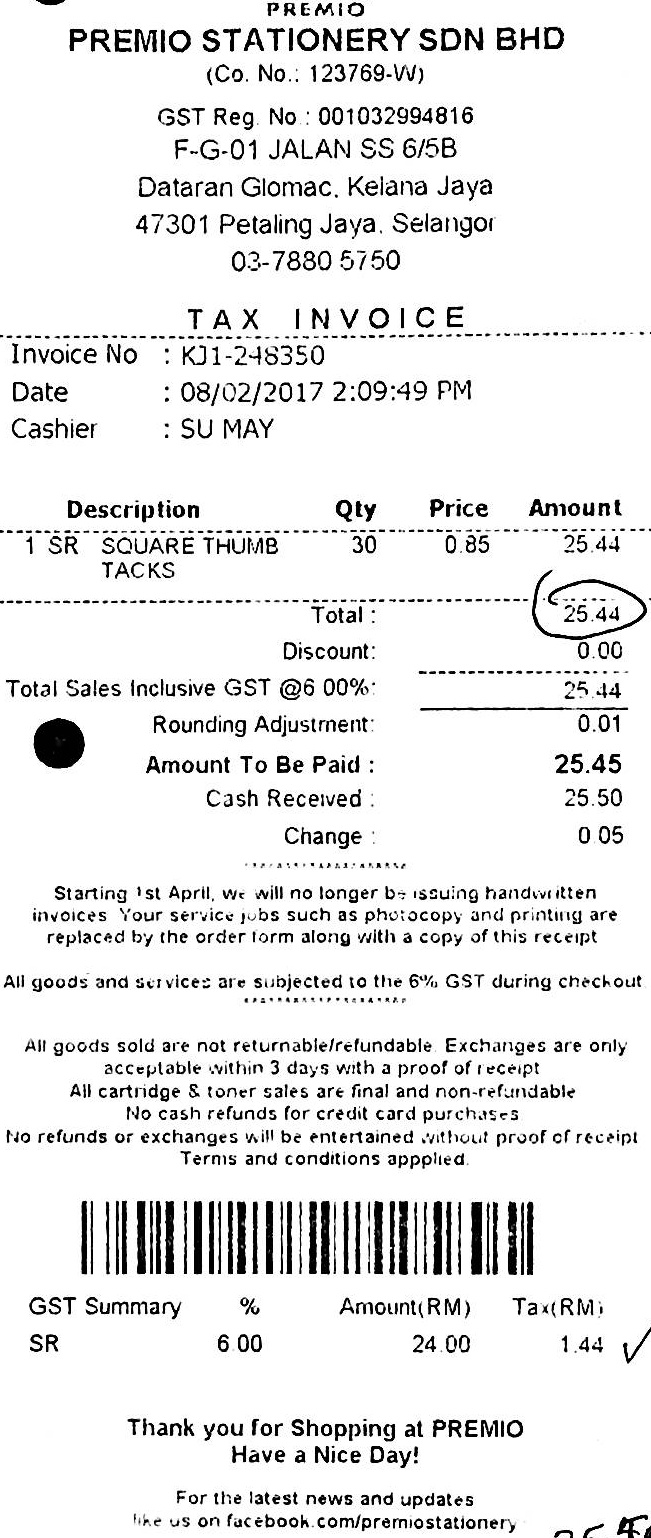 PREMIO
PREMIO STATIONERY SDN BHD
(Co. No.: 123769-W)
GST Reg. No.: 001032994816
F-G-01 JALAN SS 6/5B
Dataran Glomac, Kelana Jaya
47301 Petaling Jaya, Selangor
03-7880 5750
TAX INVOICE
Invoice No : KJ1-248350
Date : 08/02/2017 2:09:49 PM
Cashier : SU MAY
Description Qty Price Amount
1 SR SQUARE THUMB 30 0.85 25.44
TACKS
Total : 25.44
Discount: 0.00
Total Sales Inclusive GST @6.00%: 25.44
Rounding Adjustment: 0.01
Amount To Be Paid : 25.45
Cash Received : 25.50
Change : 0.05
Starting 1st April, we will no longer be issuing handwritten
invoices. Your service jobs such as photocopy and printing are
replaced by the order form along with a copy of this receipt
All goods and services are subjected to the 6% GST during checkout
All goods sold are not returnable/refundable. Exchanges are only
acceptable within 3 days with a proof of receipt
All cartridge & toner sales are final and non-refundable
No cash refunds for credit card purchases
No refunds or exchanges will be entertained without proof of receipt
Terms and conditions appplied.
GST Summary % Amount(RM) Tax(RM)
SR 6.00 24.00 1.44
Thank you for Shopping at PREMIO
Have a Nice Day!
For the latest news and updates
like us on facebook.com/premiostationery